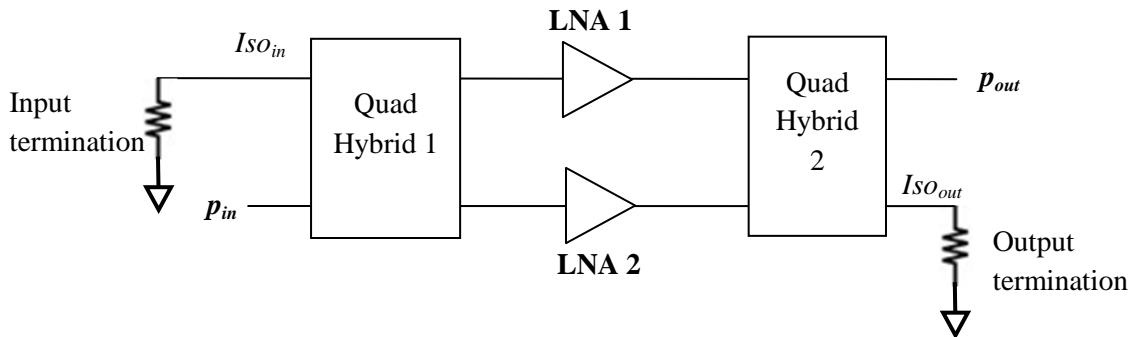 LNA 1
Iso_in
Input
termination
Quad
Hybrid 1
Quad
Hybrid
2
p_out
p_in
Iso_out
LNA 2
Output
termination